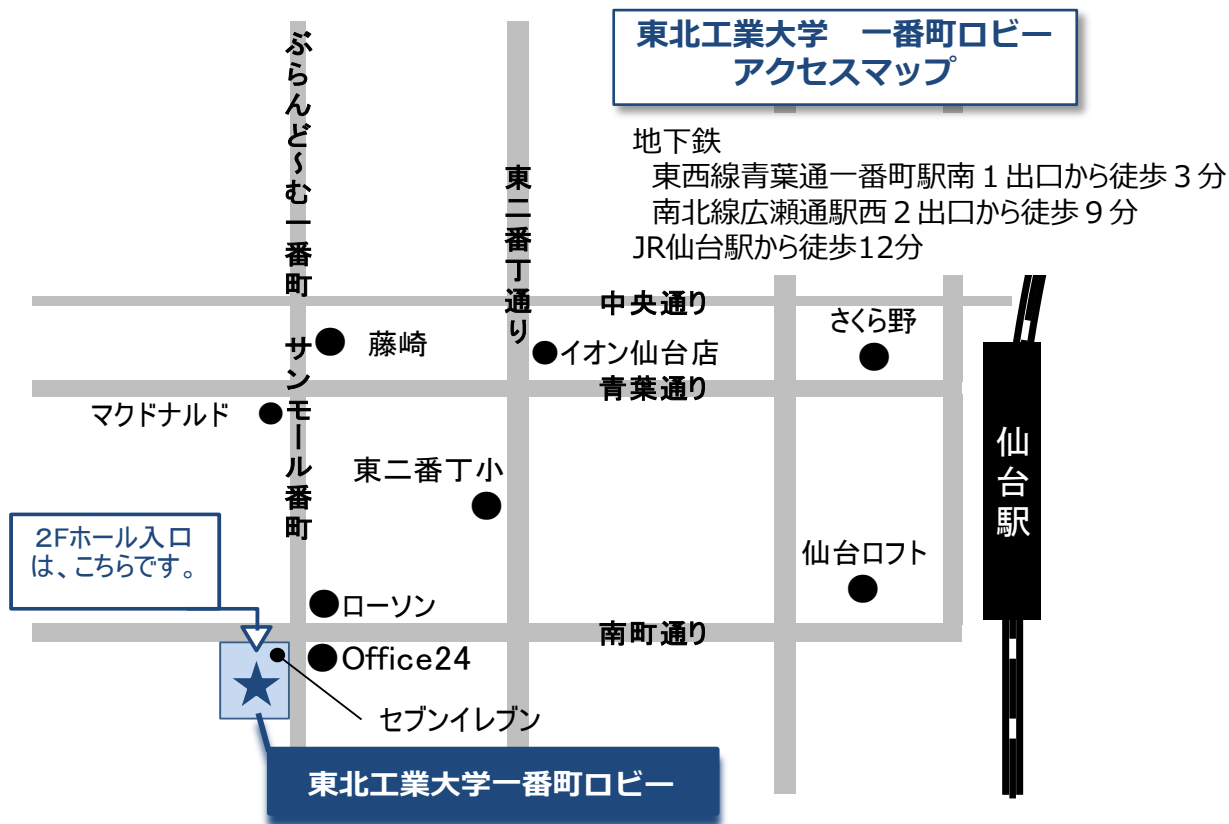 東北工業大学　一番町ロビー
アクセスマップ
地下鉄
東西線青葉通一番町駅南１出口から徒歩３分
南北線広瀬通駅西２出口から徒歩９分
JR仙台駅から徒歩12分
ぶらんど～む一番町
東二番丁通り
中央通り
さくら野
藤崎
イオン仙台店
サンモール一番町
青葉通り
マクドナルド
東二番丁小
仙台駅
2Fホール入口
は、こちらです。
仙台ロフト
ローソン
南町通り
Office24
セブンイレブン
東北工業大学一番町ロビー